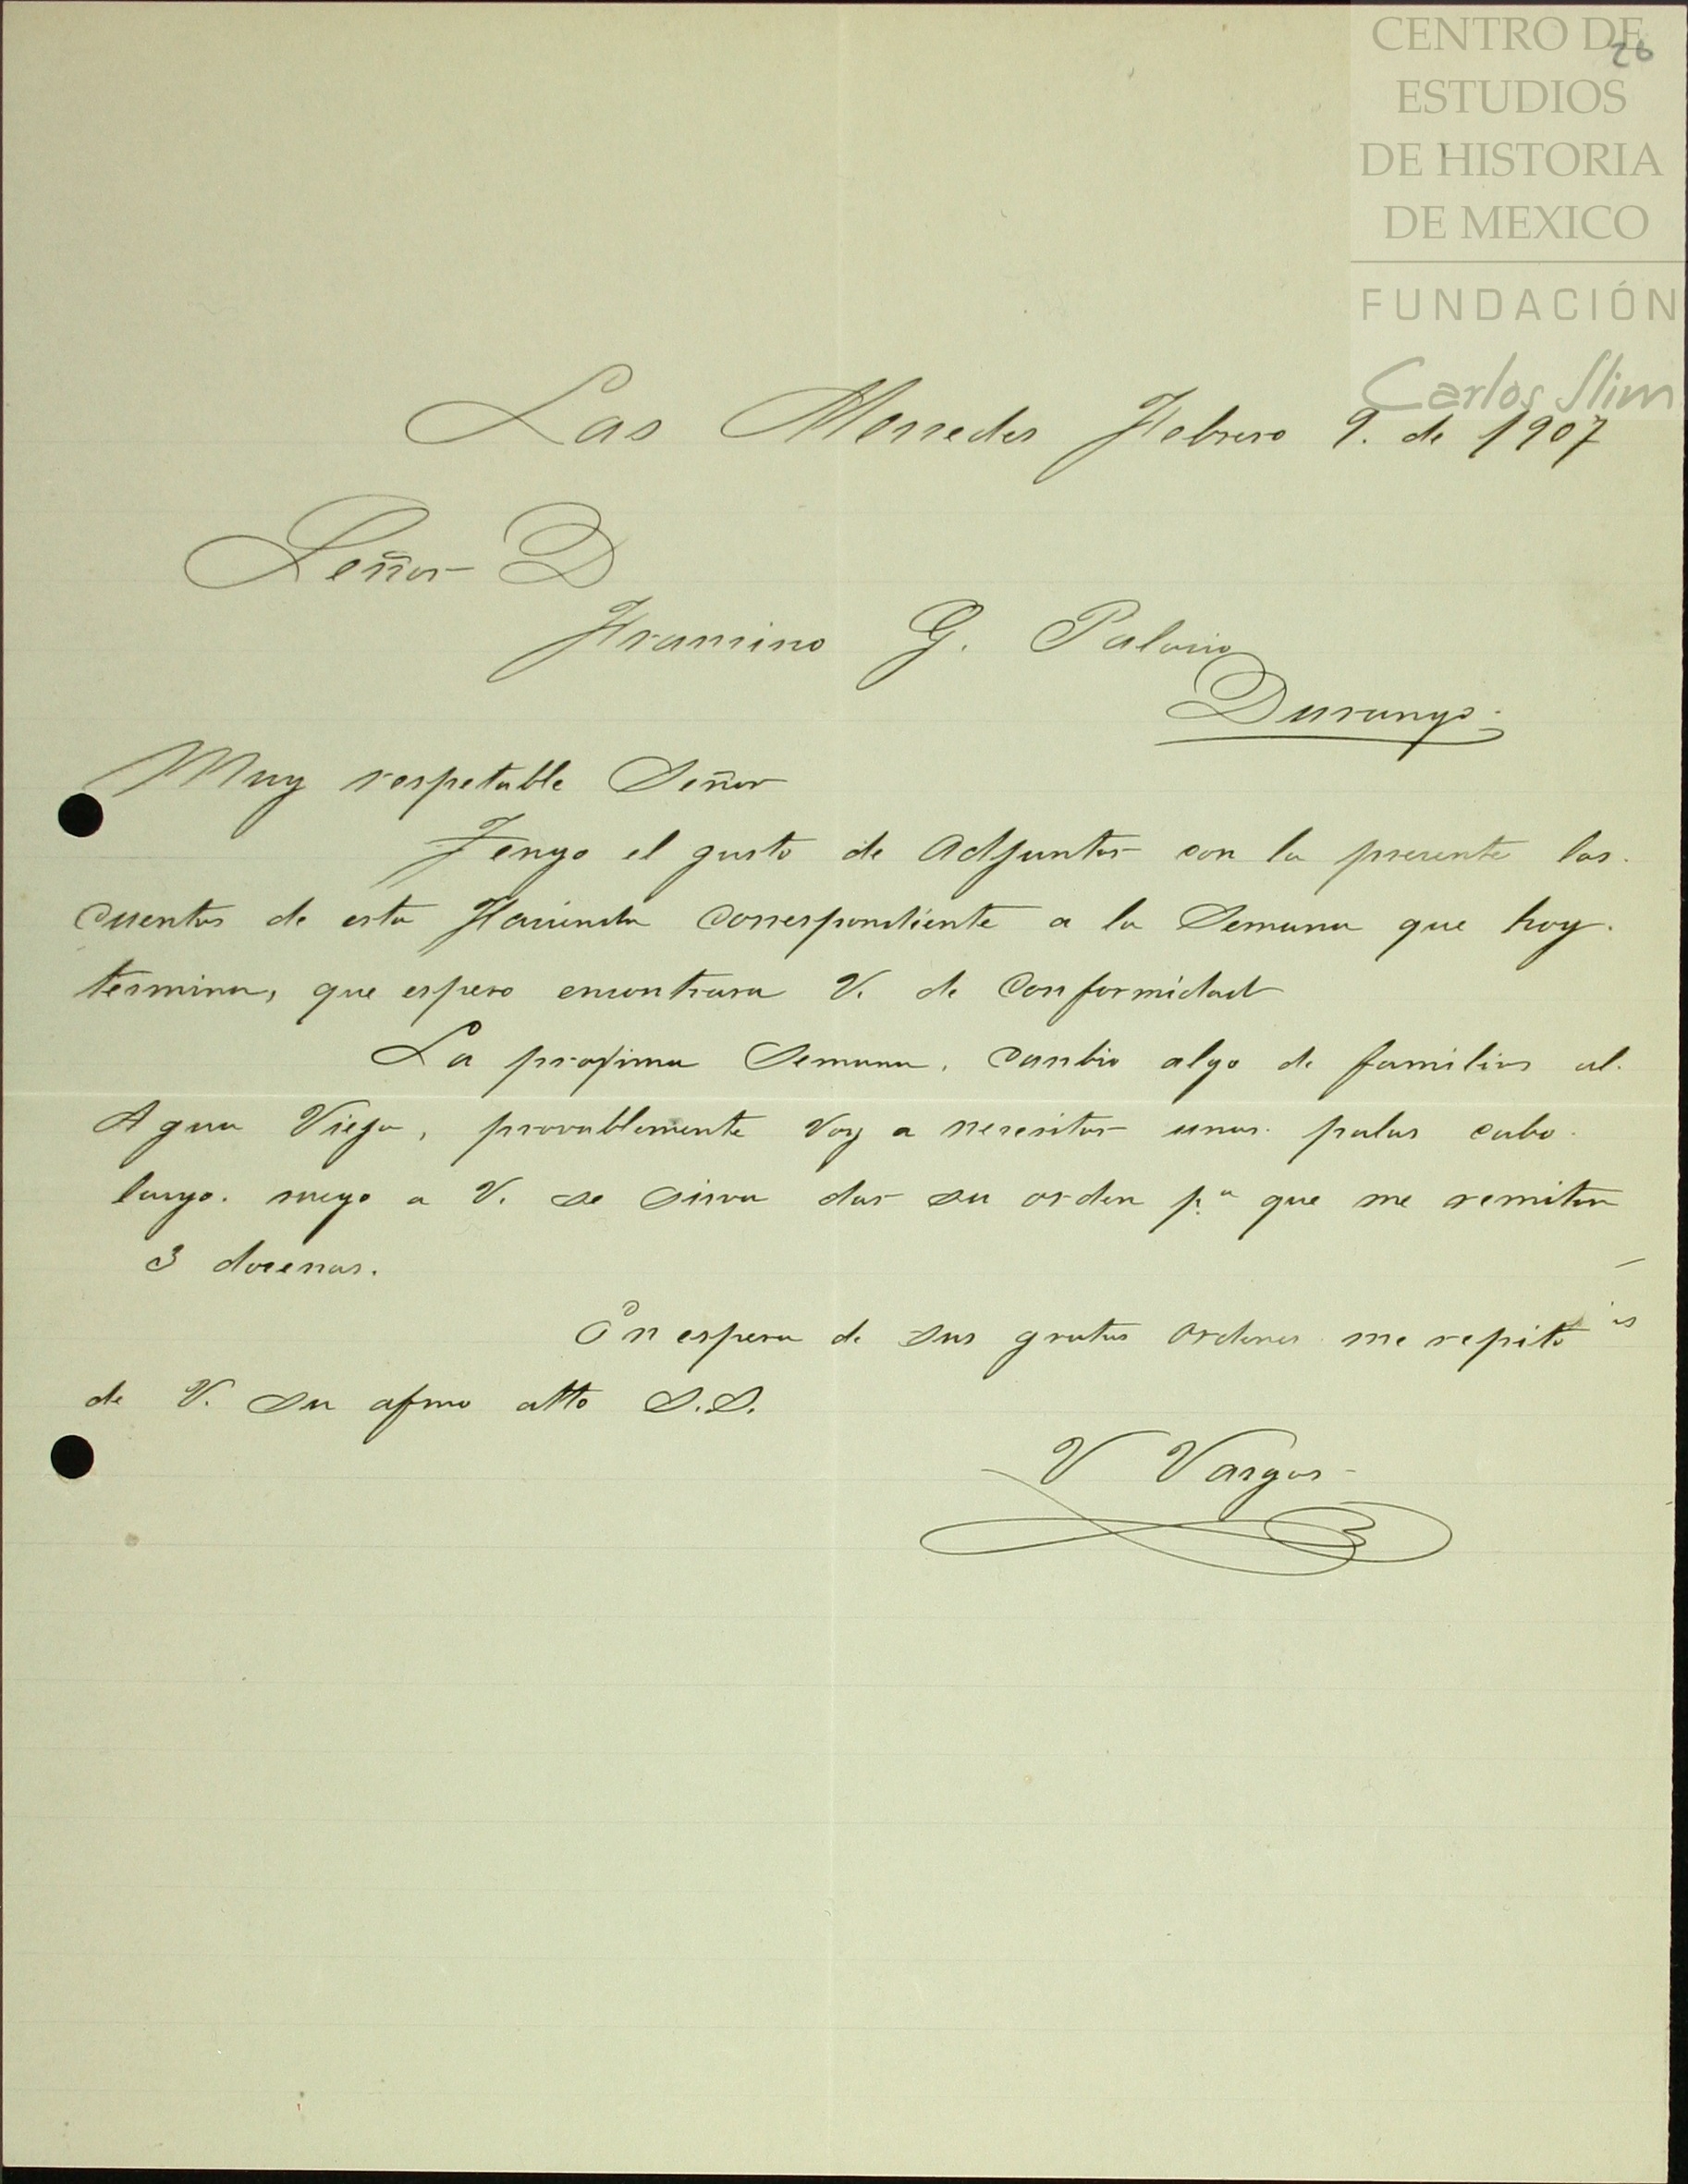 CENTRO DE
ESTUDIOS
DE HISTORIA
DE MEXICO
FUNDACIÓN
Carlos Slim
26
Las Mercedes Febrero 9. de 1907
Señor D
Francisco G. Palacio
Durango.
Muy respetable Señor
Tengo el gusto de adjuntar con la presente las
cuentas de esta Hacienda correspondiente a la Semana que hoy
termina, que espero encontrara V. de conformidad
La proxima Semana, cambio algo de familias al
Agua Vieja, provablemente voy a necesitar unas palas cabo
largo. ruego a V. se sirva dar su orden p.ª que me remitan
3 docenas.
En espera de sus gratas ordenes me repito
de V. su afmo atto S.S.
V Vargas